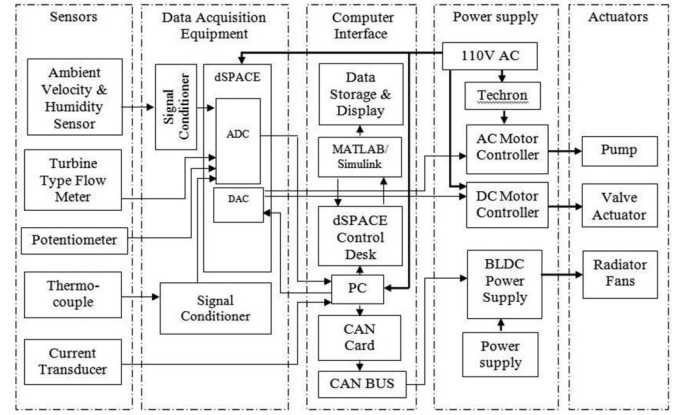 Sensors
Ambient
Velocity &
Humidity
Sensor
Turbine
Type Flow
Meter
Potentiometer
Thermo-
couple
Current
Transducer
Data Acquisition
Equipment
Signal
Conditioner
dSPACE
ADC
DAC
Signal
Conditioner
Computer
Interface
Data
Storage &
Display
MATLAB/
Simulink
dSPACE
Control
Desk
PC
CAN
Card
CAN BUS
Power supply
110V AC
Techron
AC Motor
Controller
DC Motor
Controller
BLDC
Power
Supply
Power
supply
Actuators
Pump
Valve
Actuator
Radiator
Fans